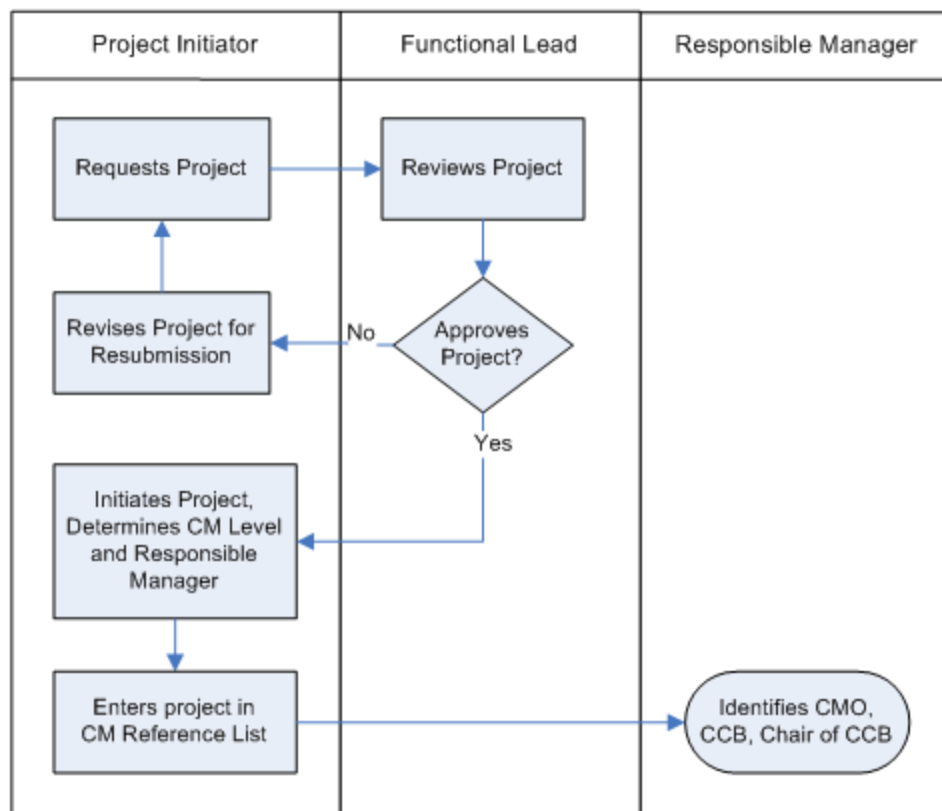 Project Initiator
Functional Lead
Responsible Manager
Requests Project
Reviews Project
Revises Project for
Resubmission
No
Approves
Project?
Yes
Initiates Project,
Determines CM Level
and Responsible
Manager
Enters project in
CM Reference List
Identifies CMO,
CCB, Chair of CCB